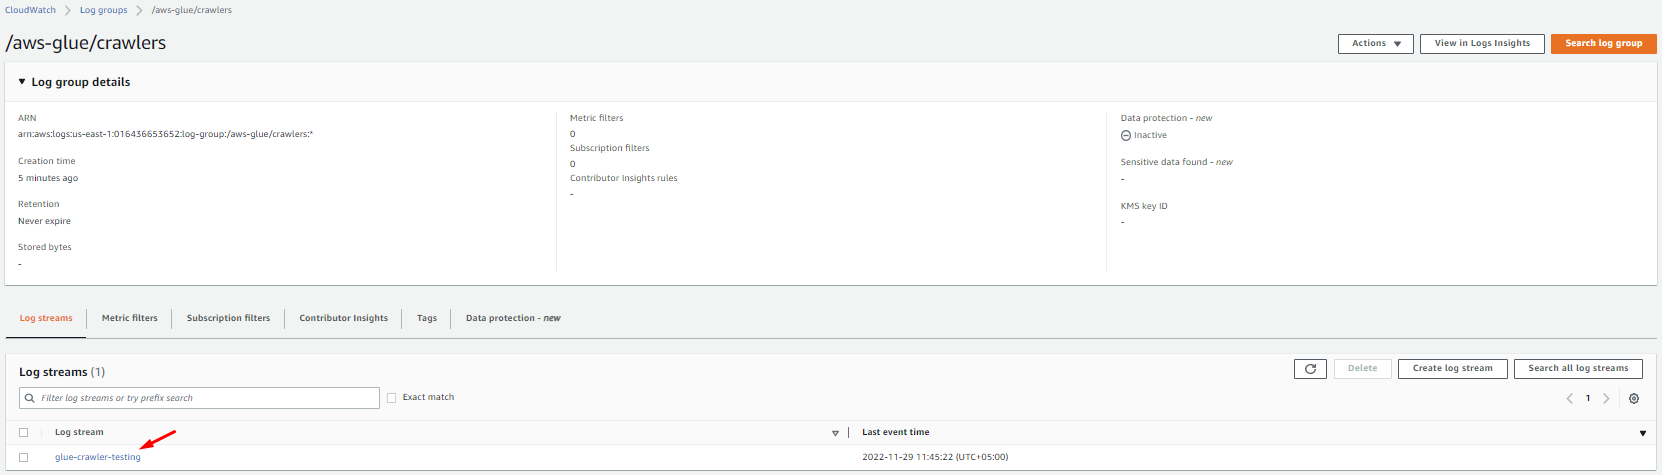 CloudWatch > Log groups > /aws-glue/crawlers
/aws-glue/crawlers
Actions ▼
View in Logs Insights
Search log group
▼ Log group details
ARN
arn:aws:logs:us-east-1:016436653652:log-group:/aws-glue/crawlers:*
Creation time
5 minutes ago
Retention
Never expire
Stored bytes
-
Metric filters
0
Subscription filters
0
Contributor Insights rules
-
Data protection - new
Inactive
Sensitive data found - new
-
KMS key ID
-
Log streams
Metric filters
Subscription filters
Contributor Insights
Tags
Data protection - new
Log streams (1)
Delete
Create log stream
Search all log streams
Filter log streams or try prefix search
Exact match
1
Log stream
Last event time
glue-crawler-testing
2022-11-29 11:45:22 (UTC+05:00)